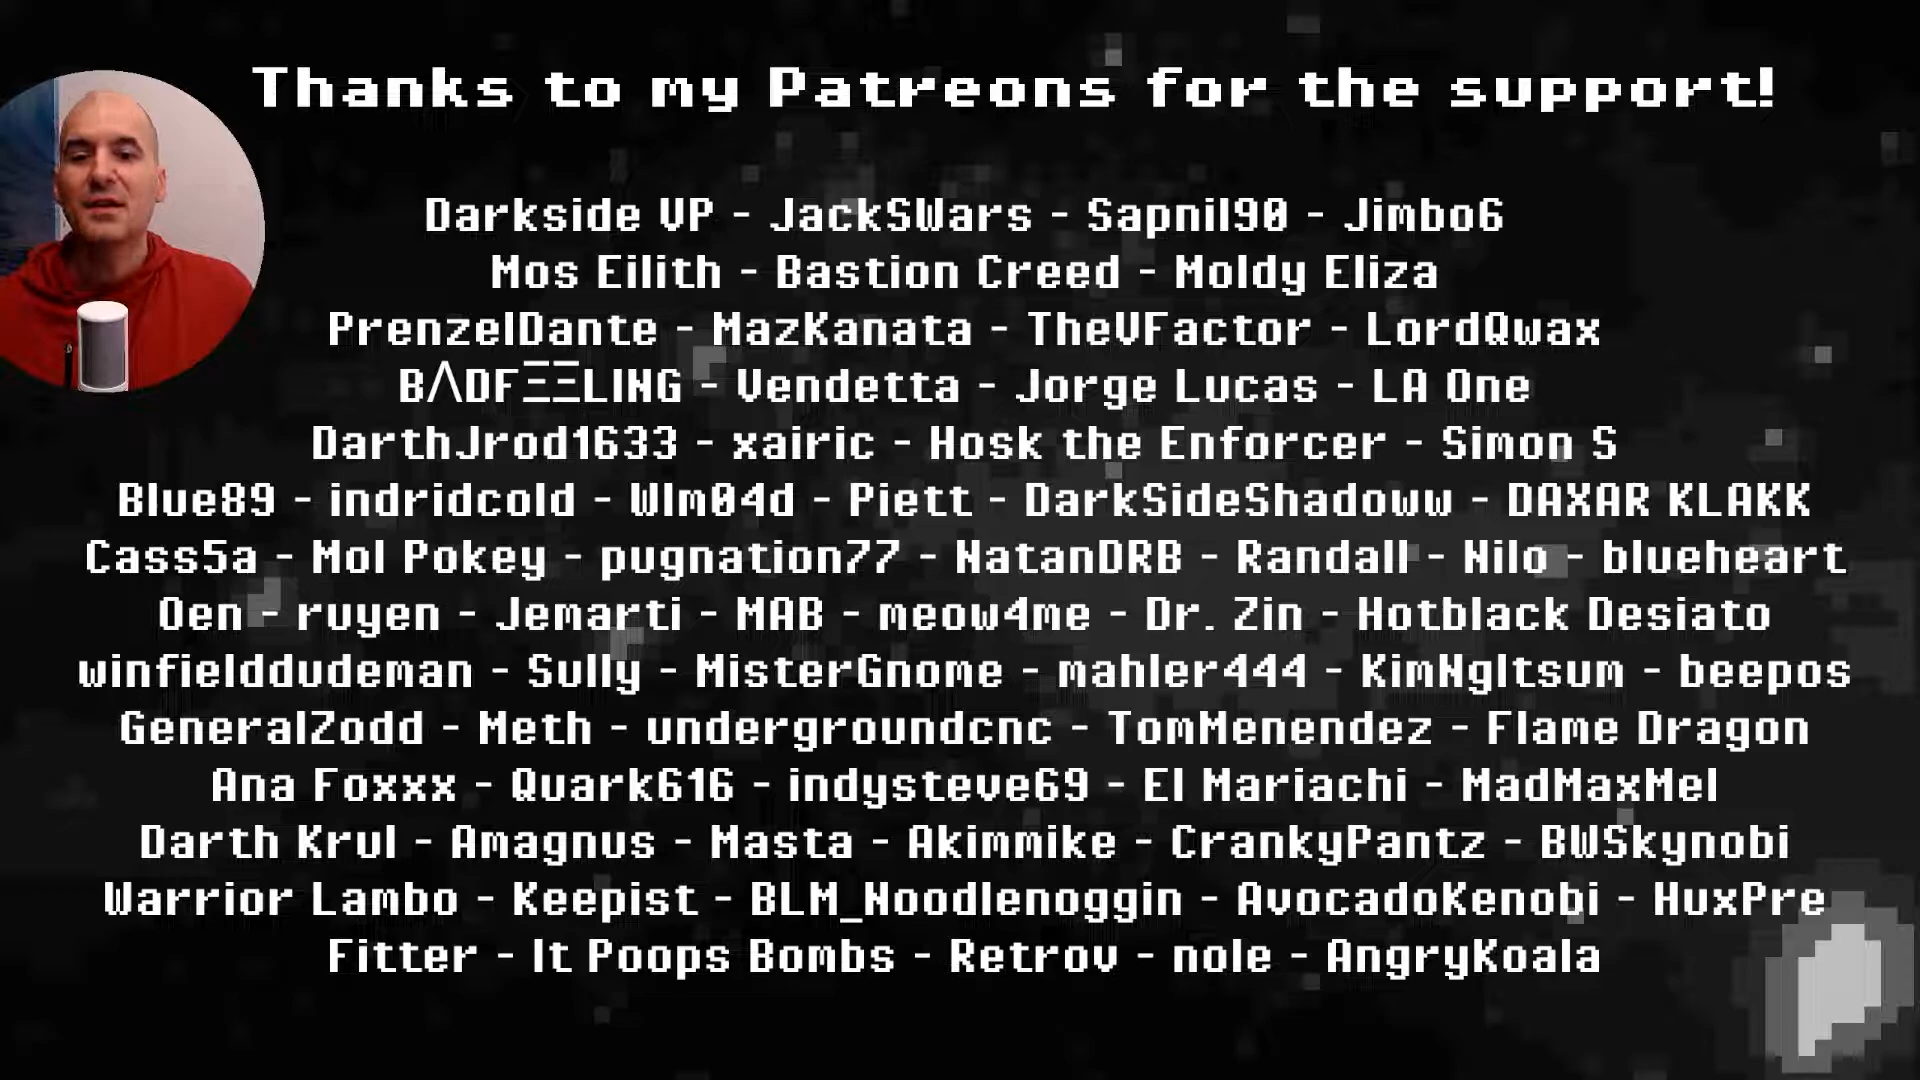 Thanks to my Patreons for the support!
Darkside VP - JackSWars - Sapnil90 - Jimbo6
Mos Eilith - Bastion Creed - Moldy Eliza
PrenzelDante - MazKanata - TheVFactor - LordQwax
BΛDFΞΞLING - Vendetta - Jorge Lucas - LA One
DarthJrod1633 - xairic - Hosk the Enforcer - Simon S
Blue89 - indridcold - Wlm04d - Piett - DarkSideShadoww - DAXAR KLAKK
Cass5a - Mol Pokey - pugnation77 - NatanDRB - Randall - Nilo - blueheart
Oen - ruyen - Jemarti - MAB - meow4me - Dr. Zin - Hotblack Desiato
winfielddudeman - Sully - MisterGnome - mahler444 - KimNgItsum - beepos
GeneralZodd - Meth - undergroundcnc - TomMenendez - Flame Dragon
Ana Foxxx - Quark616 - indysteve69 - El Mariachi - MadMaxMel
Darth Krul - Amagnus - Masta - Akimmike - CrankyPantz - BWSkynobi
Warrior Lambo - Keepist - BLM_Noodlenoggin - AvocadoKenobi - HuxPre
Fitter - It Poops Bombs - Retrov - nole - AngryKoala